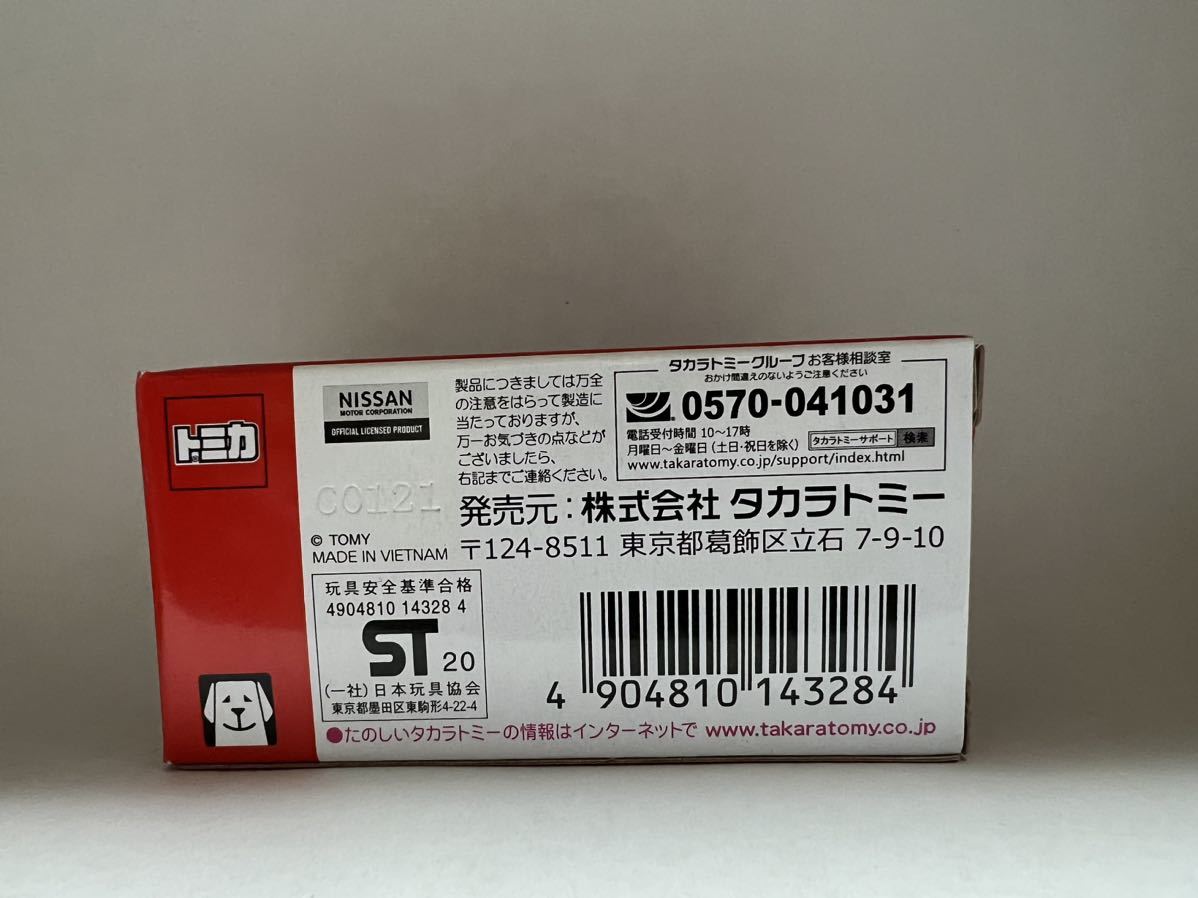 トミカ
NISSAN
MOTOR CORPORATION
OFFICIAL LICENSED PRODUCT
C0121
© TOMY
MADE IN VIETNAM
製品につきましては万全
の注意をはらって製造に
当たっておりますが、
万一お気づきの点などが
ございましたら、
右記までご連絡ください。
タカラトミーグループお客様相談室
おかけ間違えのないようご注意ください
0570-041031
電話受付時間 10〜17時
月曜日〜金曜日 (土日・祝日を除く) タカラトミーサポート 検索
www.takaratomy.co.jp/support/index.html
発売元:株式会社 タカラトミー
〒124-8511 東京都葛飾区立石 7-9-10
玩具安全基準合格
4904810 14328 4
ST 20
(一社)日本玩具協会
東京都墨田区東駒形4-22-4
4 904810 143284
●たのしいタカラトミーの情報はインターネットで www.takaratomy.co.jp